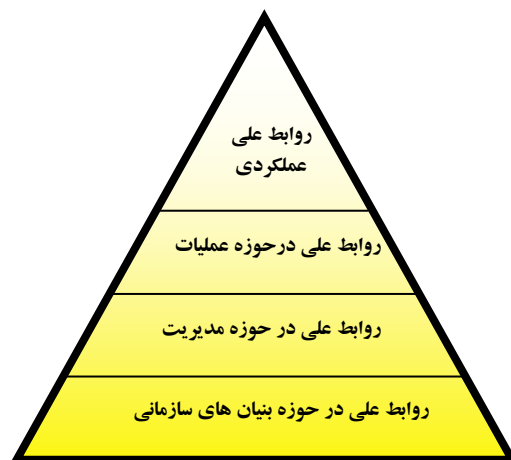 روابط علی
عملکردی
روابط علی درحوزه عملیات
روابط علی در حوزه مدیریت
روابط علی در حوزه بنیان های سازمانی